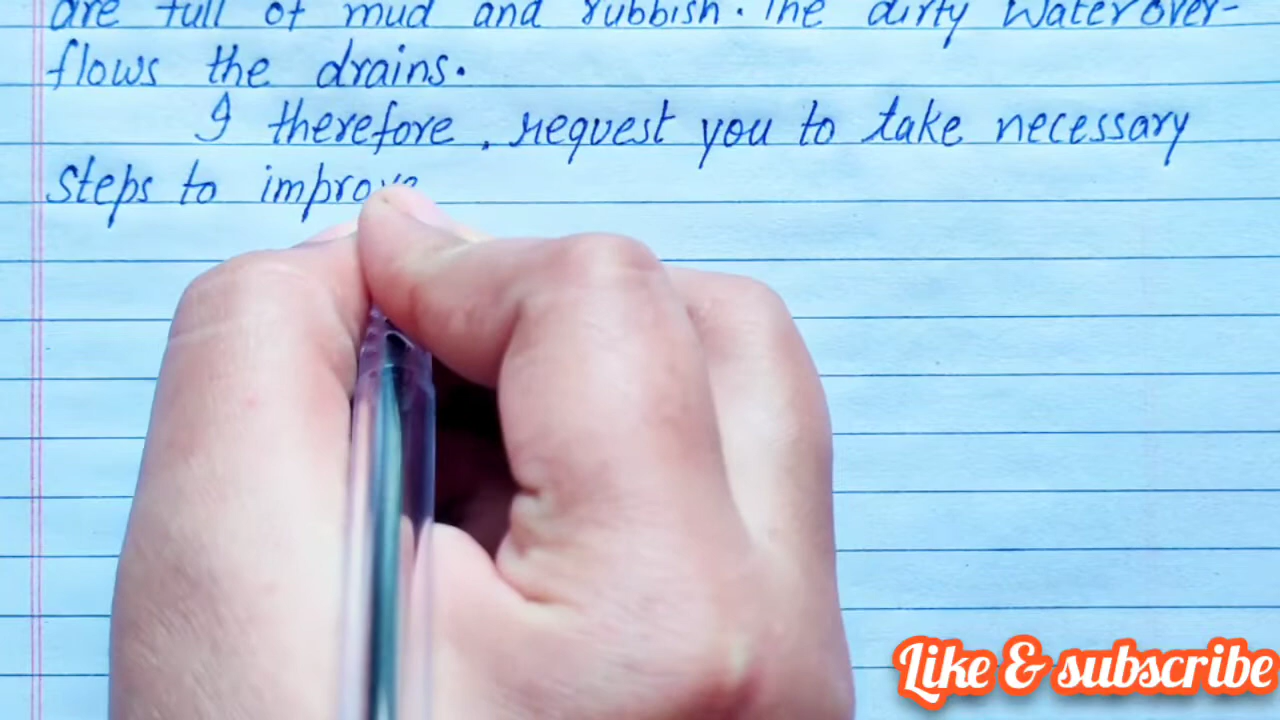 are full of mud and rubbish. The dirty water over-
flows the drains.
I therefore, request you to take necessary
steps to improve
Like & subscribe